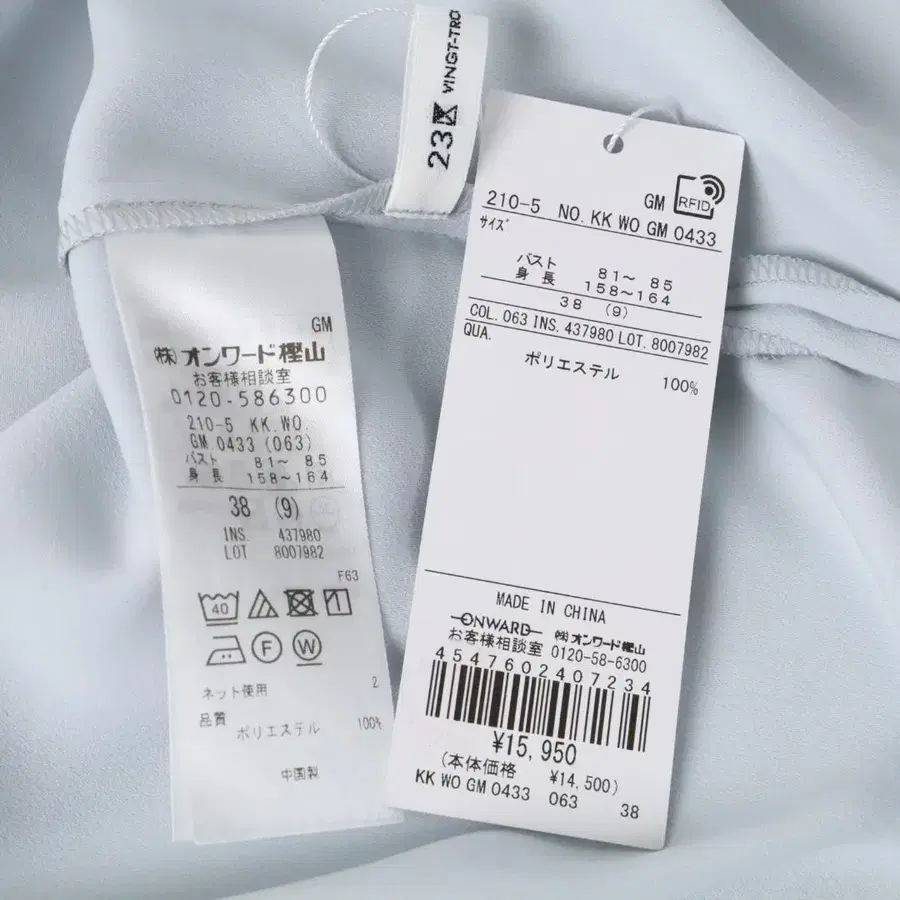 23K VINGT-TROI
GM
㈱オンワード樫山
お客様相談室
0120-586300
210-5 KK.WO.
GM 0433 (063)
バスト 81～ 85
身長 158～164
38 (9)
INS. 437980
LOT 8007982
F63
40
F
W
ネット使用 2
品質
ポリエステル 100%
中国製
GM RFID
210-5 NO. KK WO GM 0433
サイズ
バスト 81～ 85
身長 158～164
38 (9)
COL. 063 INS. 437980 LOT. 8007982
QUA.
ポリエステル 100%
MADE IN CHINA
ONWARD ㈱オンワード樫山
お客様相談室 0120-58-6300
4547602407234
¥15,950
(本体価格 ¥14,500)
KK WO GM 0433 063 38